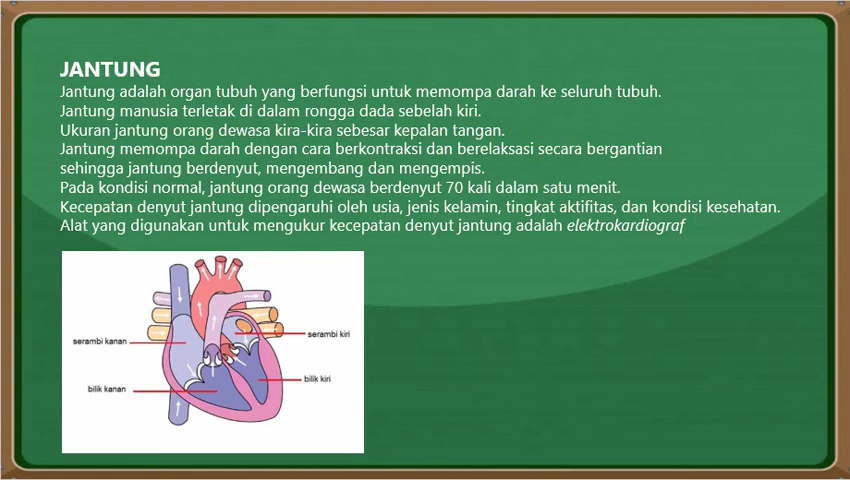 JANTUNG
Jantung adalah organ tubuh yang berfungsi untuk memompa darah ke seluruh tubuh.
Jantung manusia terletak di dalam rongga dada sebelah kiri.
Ukuran jantung orang dewasa kira-kira sebesar kepalan tangan.
Jantung memompa darah dengan cara berkontraksi dan berelaksasi secara bergantian
sehingga jantung berdenyut, mengembang dan mengempis.
Pada kondisi normal, jantung orang dewasa berdenyut 70 kali dalam satu menit.
Kecepatan denyut jantung dipengaruhi oleh usia, jenis kelamin, tingkat aktifitas, dan kondisi kesehatan.
Alat yang digunakan untuk mengukur kecepatan denyut jantung adalah elektrokardiograf
serambi kanan
serambi kiri
bilik kanan
bilik kiri